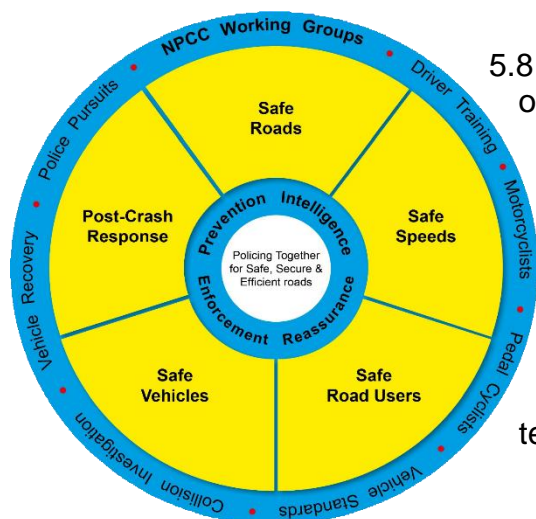 NPCC Working Groups
Driver Training
Motorcyclists
Pedal Cyclists
Vehicle Standards
Collision Investigation
Vehicle Recovery
Police Pursuits
Safe
Roads
Safe
Speeds
Safe
Road Users
Safe
Vehicles
Post-Crash
Response
Prevention Intelligence
Enforcement Reassurance
Policing Together
for Safe, Secure &
Efficient roads
5.8
o
te